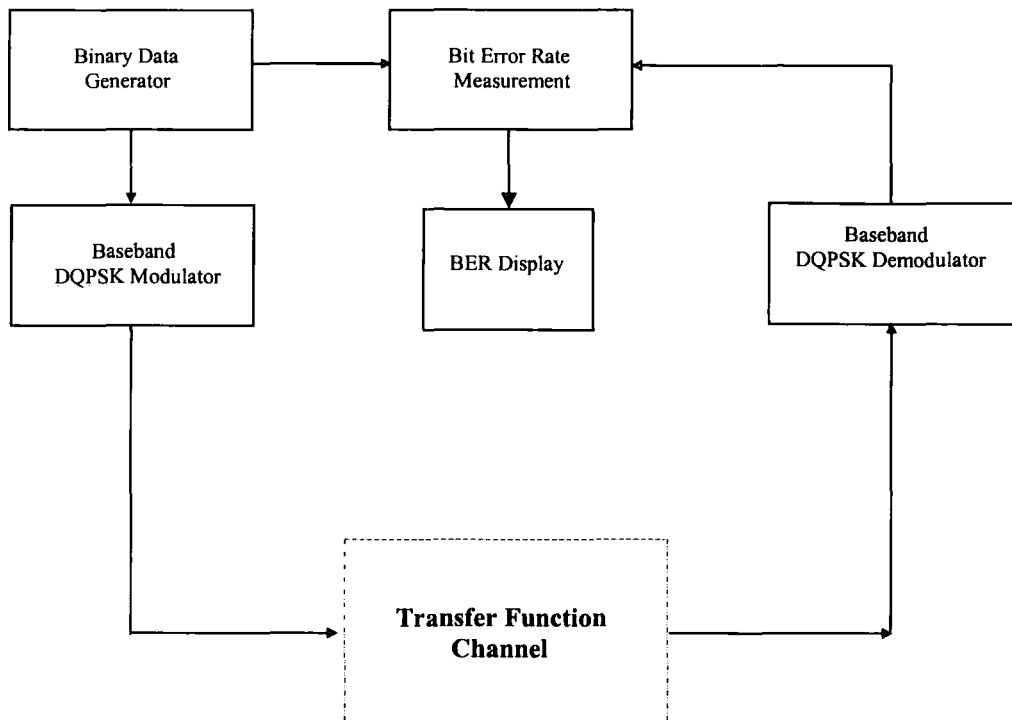 Binary Data
Generator
Bit Error Rate
Measurement
Baseband
DQPSK Modulator
BER Display
Baseband
DQPSK Demodulator
Transfer Function
Channel